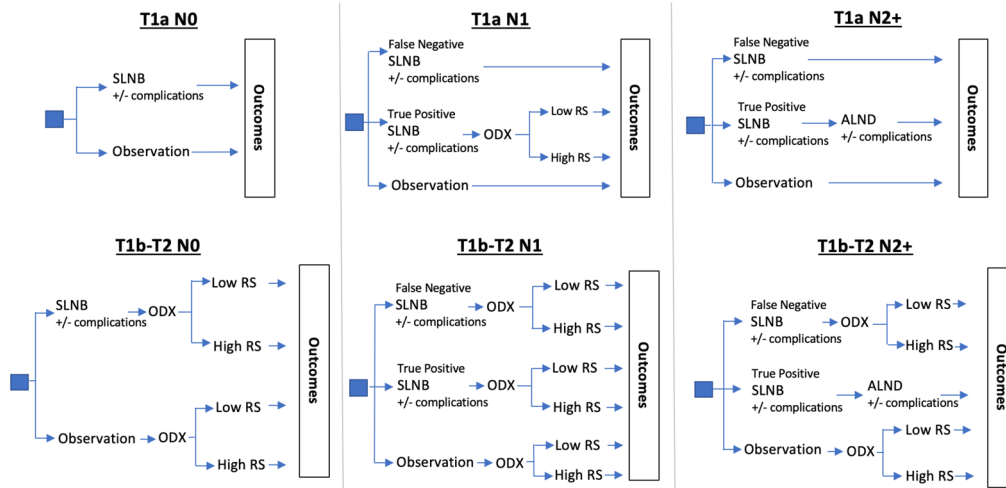 T1a N0
SLNB
+/- complications
Observation
Outcomes
T1a N1
False Negative
SLNB
+/- complications
True Positive
SLNB
+/- complications
ODX
Low RS
High RS
Observation
Outcomes
T1a N2+
False Negative
SLNB
+/- complications
True Positive
SLNB
+/- complications
ALND
+/- complications
Observation
Outcomes
T1b-T2 N0
SLNB
+/- complications
ODX
Low RS
High RS
Observation
ODX
Low RS
High RS
Outcomes
T1b-T2 N1
False Negative
SLNB
+/- complications
ODX
Low RS
High RS
True Positive
SLNB
+/- complications
ODX
Low RS
High RS
Observation
ODX
Low RS
High RS
Outcomes
T1b-T2 N2+
False Negative
SLNB
+/- complications
ODX
Low RS
High RS
True Positive
SLNB
+/- complications
ALND
+/- complications
Observation
ODX
Low RS
High RS
Outcomes